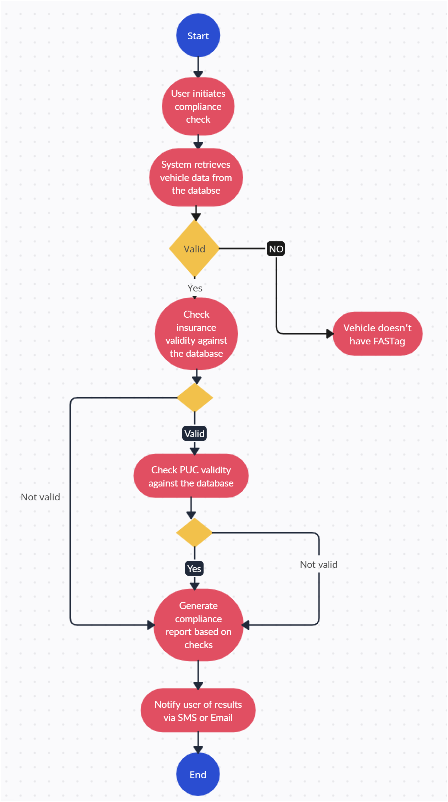 Start
User initiates
compliance
check
System retrieves
vehicle data from
the databse
Valid
NO
Yes
Check
insurance
validity against
the database
Vehicle doesn't
have FASTag
Valid
Check PUC validity
against the database
Not valid
Yes
Not valid
Generate
compliance
report based on
checks
Notify user of results
via SMS or Email
End